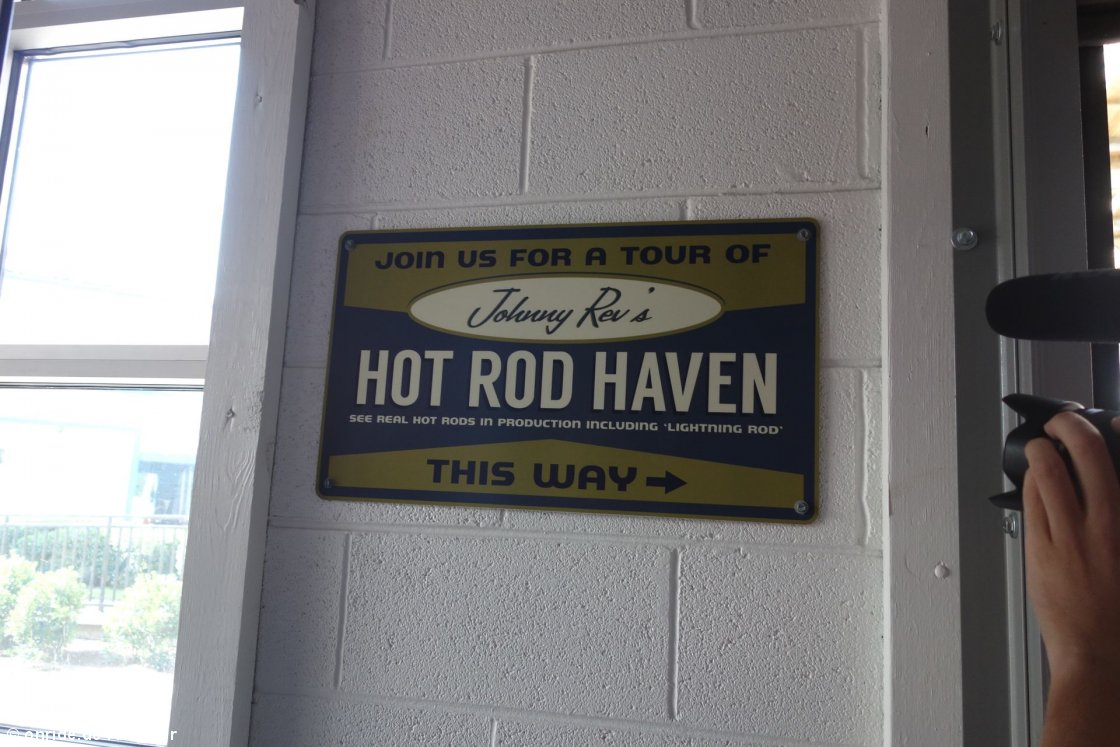 JOIN US FOR A TOUR OF
Johnny Rev's
HOT ROD HAVEN
SEE REAL HOT RODS IN PRODUCTION INCLUDING 'LIGHTNING ROD'
THIS WAY →